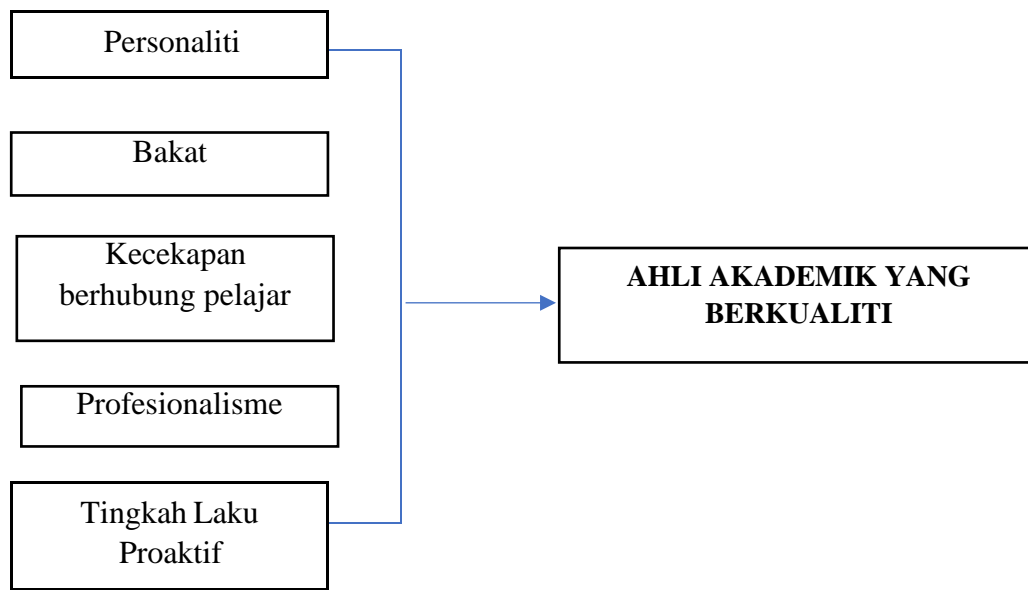 Personaliti
Bakat
Kecekapan
berhubung pelajar
Profesionalisme
Tingkah Laku
Proaktif
AHLI AKADEMIK YANG
BERKUALITI